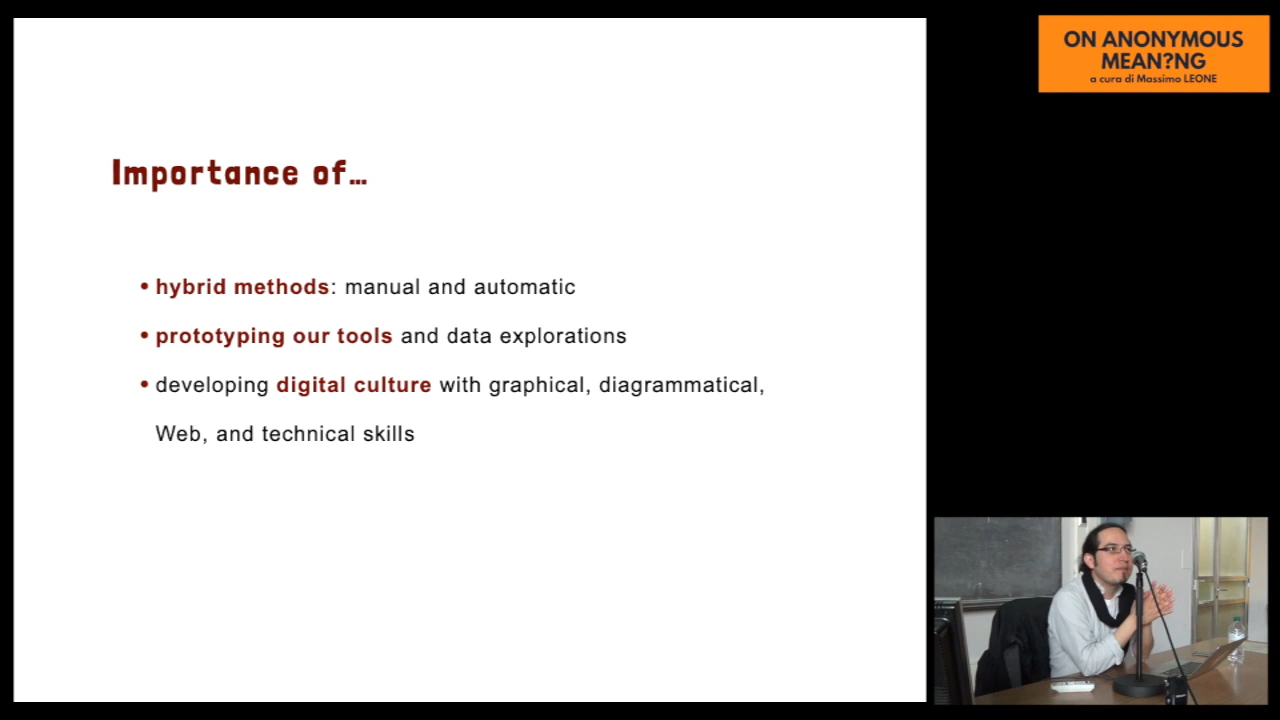 ON ANONYMOUS
MEAN?NG
a cura di Massimo LEONE
Importance of…
• hybrid methods: manual and automatic
• prototyping our tools and data explorations
• developing digital culture with graphical, diagrammatical,
Web, and technical skills